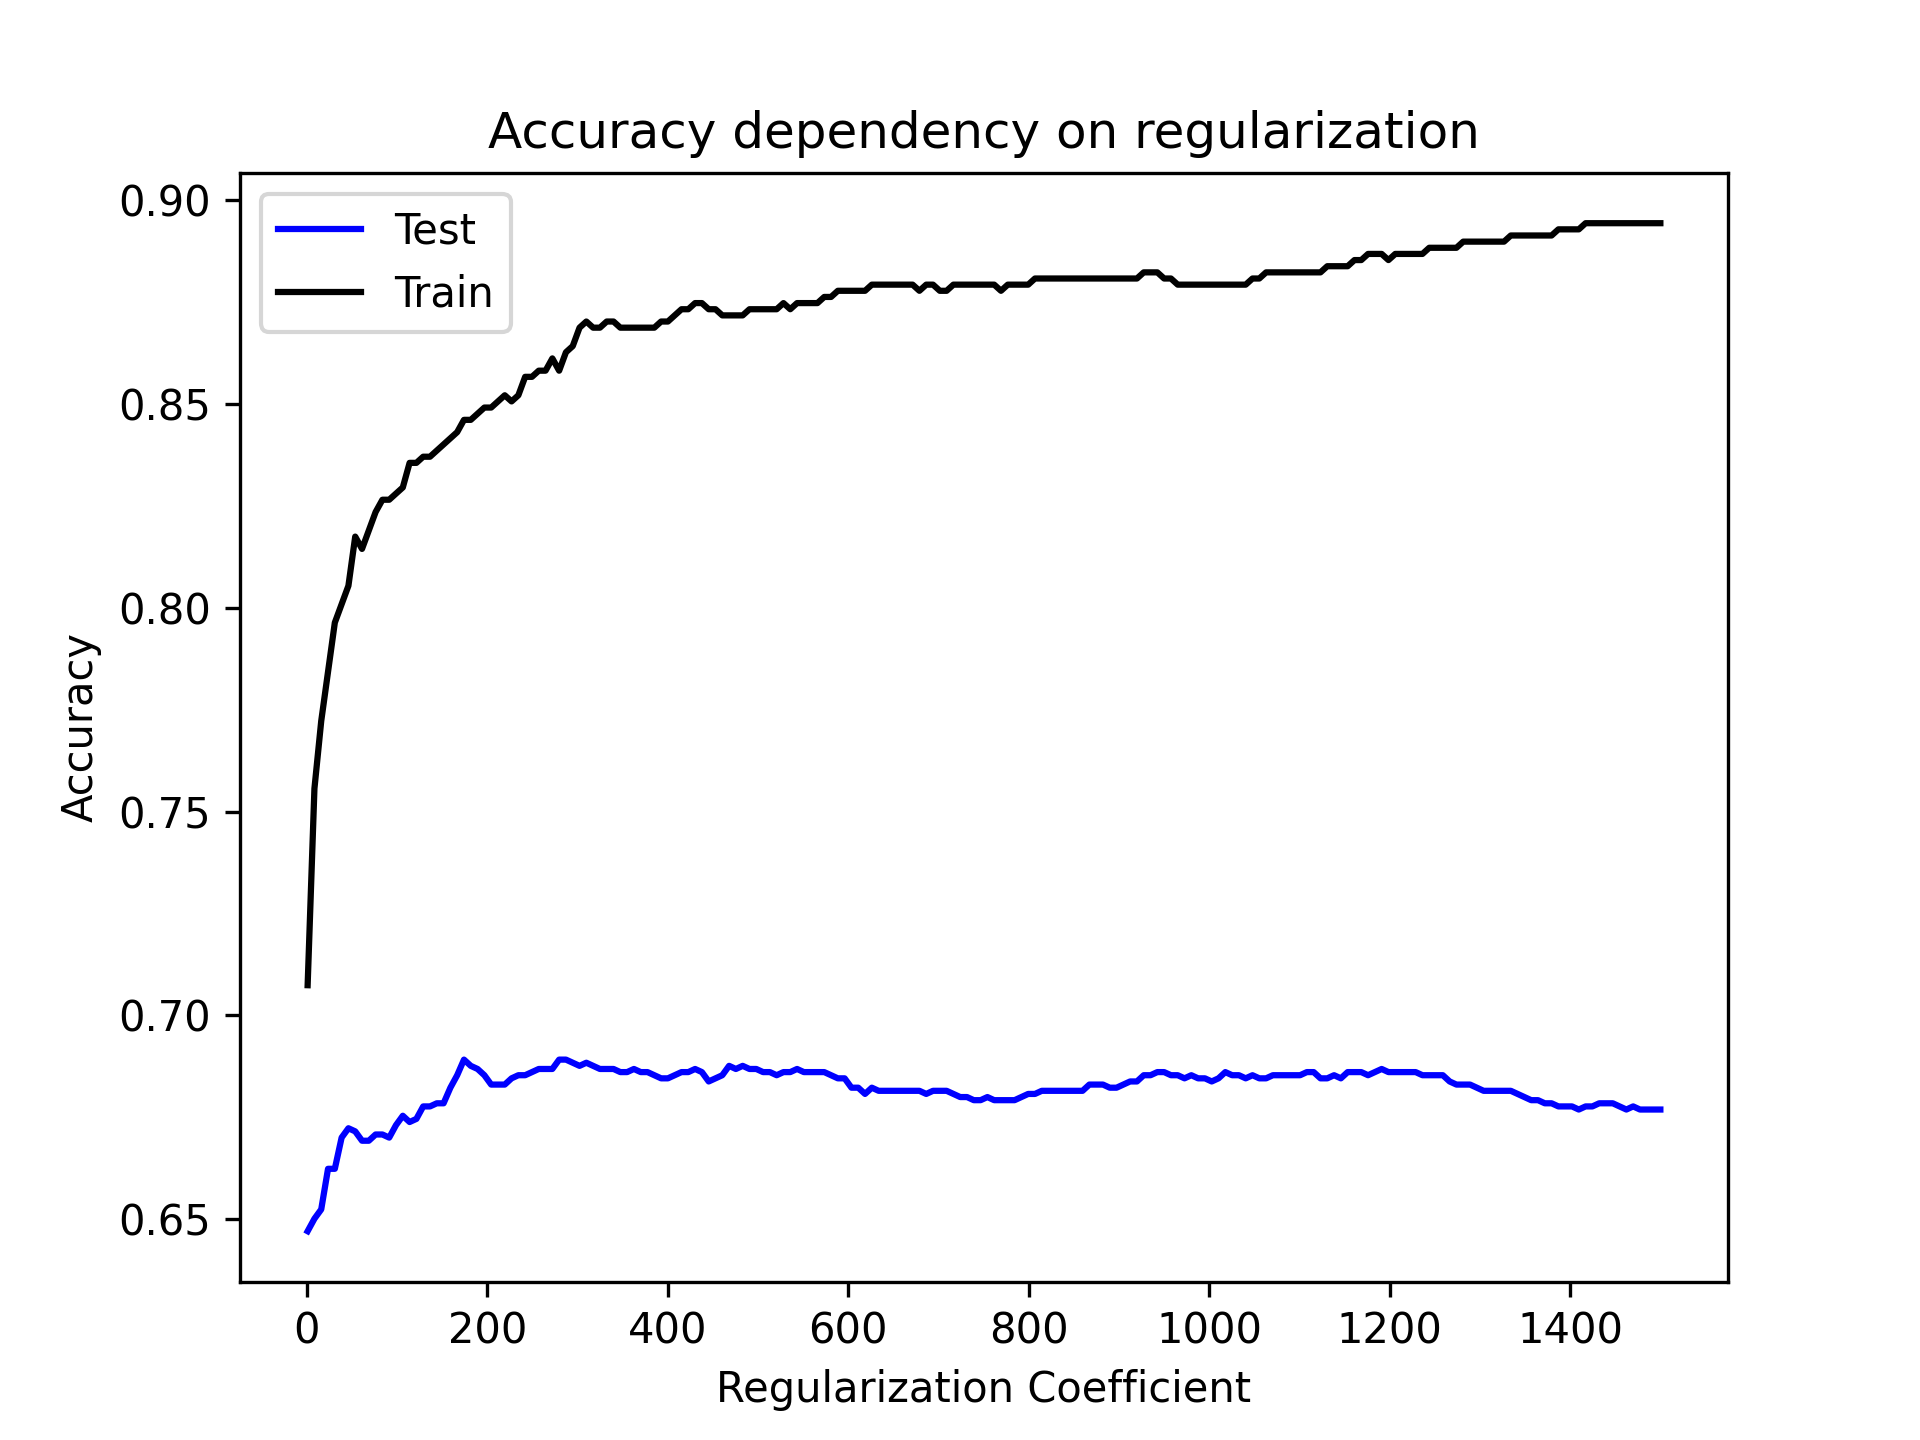 Accuracy dependency on regularization
Test
Train
0.90
0.85
0.80
0.75
0.70
0.65
Accuracy
0 200 400 600 800 1000 1200 1400
Regularization Coefficient